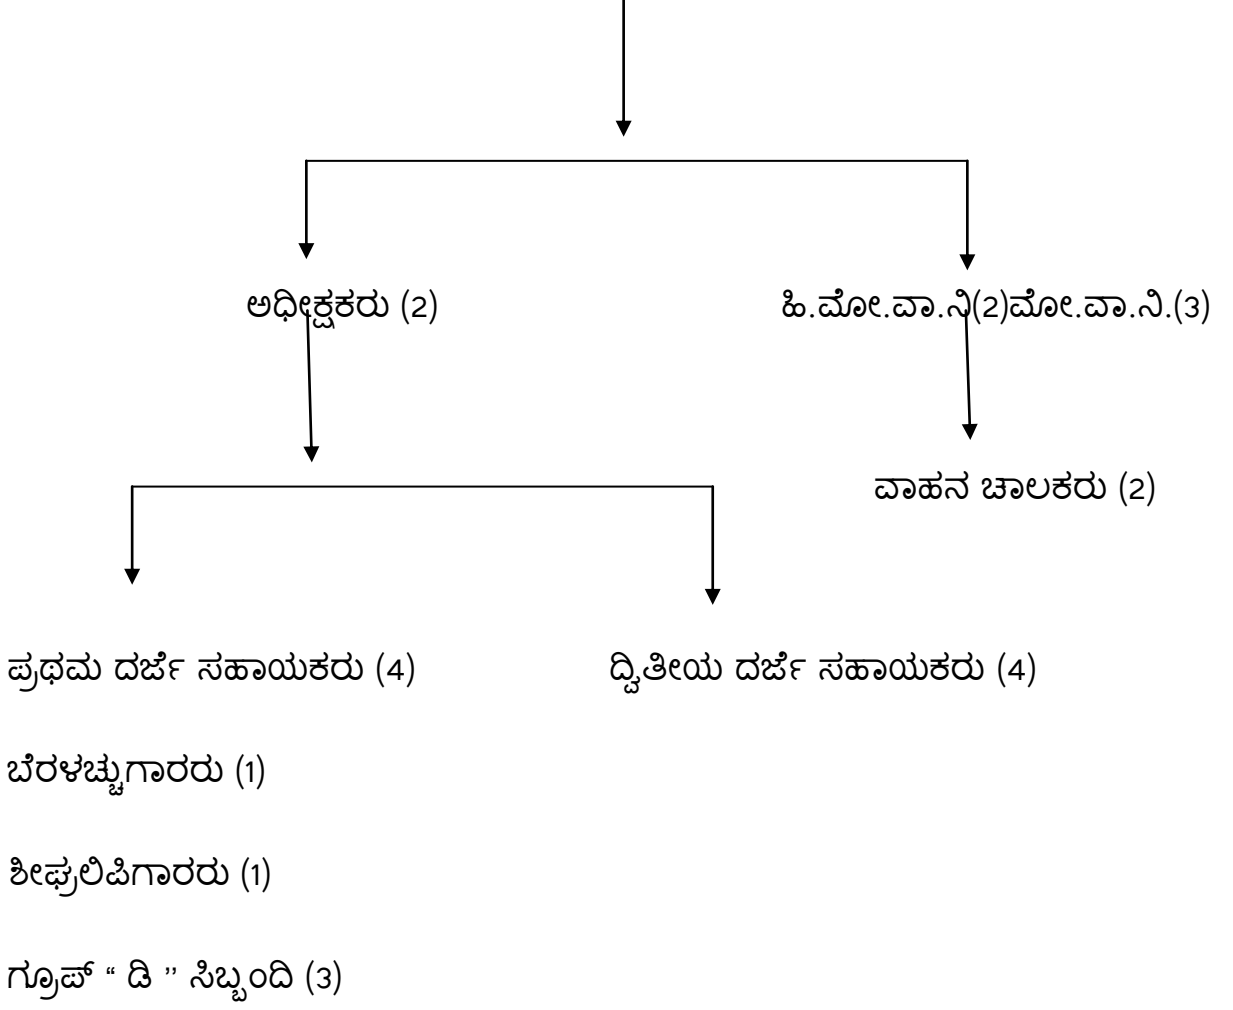 ಅಧೀಕ್ಷಕರು (2)
ಹಿ.ಮೋ.ವಾ.ನಿ(2)ಮೋ.ವಾ.ನಿ.(3)
ವಾಹನ ಚಾಲಕರು (2)
ಪ್ರಥಮ ದರ್ಜೆ ಸಹಾಯಕರು (4)
ದ್ವಿತೀಯ ದರ್ಜೆ ಸಹಾಯಕರು (4)
ಬೆರಳಚ್ಚುಗಾರರು (1)
ಶೀಘ್ರಲಿಪಿಗಾರರು (1)
ಗ್ರೂಪ್ “ ಡಿ ” ಸಿಬ್ಬಂದಿ (3)